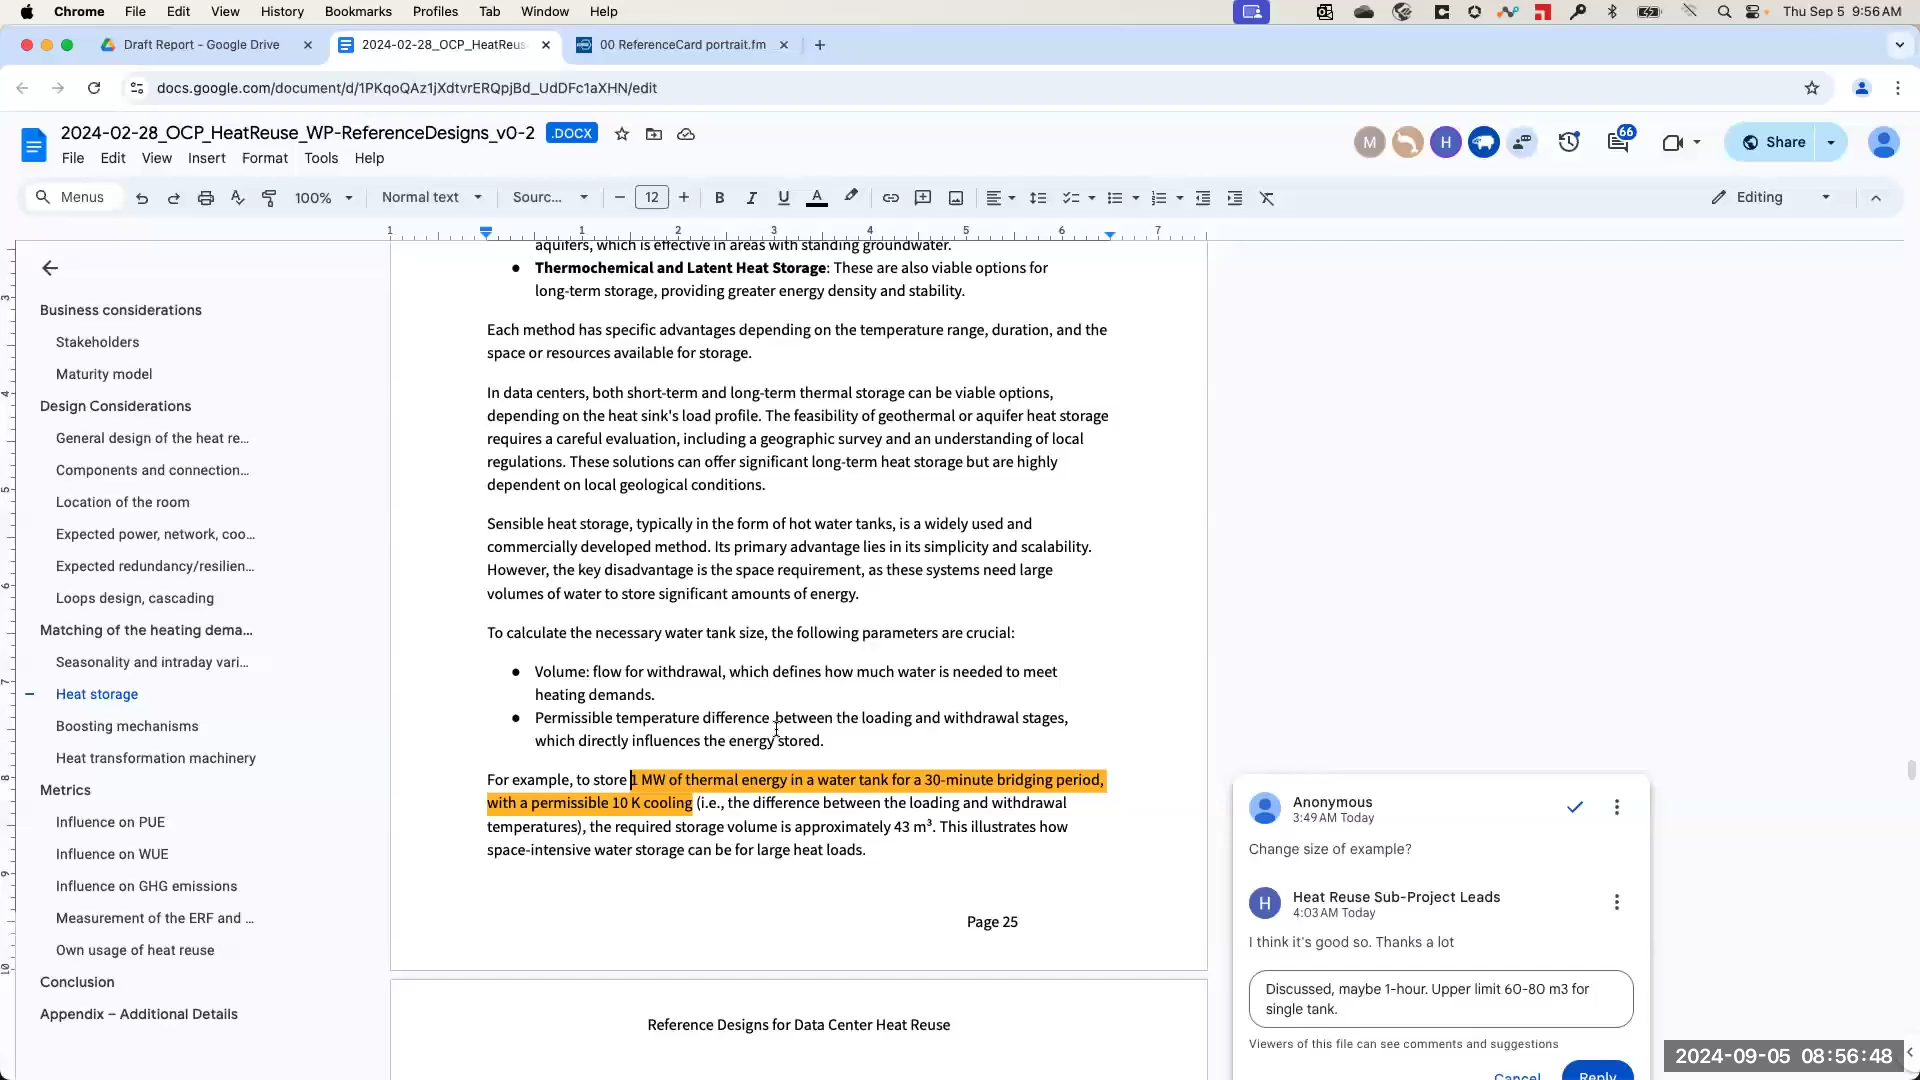 Chrome File Edit View History Bookmarks Profiles Tab Window Help Thu Sep 5 9:56 AM
Draft Report - Google Drive 2024-02-28_OCP_HeatReus 00 ReferenceCard portrait.fm
docs.google.com/document/d/1PKqoQAz1jXdtvrERQpjBd_UdDFc1aXHN/edit
2024-02-28_OCP_HeatReuse_WP-ReferenceDesigns_v0-2 .DOCX
File Edit View Insert Format Tools Help
M H 66 Share
Menus 100% Normal text Sourc... 12 B I U A Editing
1 1 2 3 4 5 6 7
3
4
5
6
7
8
9
10
Business considerations
Stakeholders
Maturity model
Design Considerations
General design of the heat re...
Components and connection...
Location of the room
Expected power, network, coo...
Expected redundancy/resilien...
Loops design, cascading
Matching of the heating dema...
Seasonality and intraday vari...
Heat storage
Boosting mechanisms
Heat transformation machinery
Metrics
Influence on PUE
Influence on WUE
Influence on GHG emissions
Measurement of the ERF and ...
Own usage of heat reuse
Conclusion
Appendix – Additional Details
aquifers, which is effective in areas with standing groundwater.
● Thermochemical and Latent Heat Storage: These are also viable options for
long-term storage, providing greater energy density and stability.
Each method has specific advantages depending on the temperature range, duration, and the
space or resources available for storage.
In data centers, both short-term and long-term thermal storage can be viable options,
depending on the heat sink's load profile. The feasibility of geothermal or aquifer heat storage
requires a careful evaluation, including a geographic survey and an understanding of local
regulations. These solutions can offer significant long-term heat storage but are highly
dependent on local geological conditions.
Sensible heat storage, typically in the form of hot water tanks, is a widely used and
commercially developed method. Its primary advantage lies in its simplicity and scalability.
However, the key disadvantage is the space requirement, as these systems need large
volumes of water to store significant amounts of energy.
To calculate the necessary water tank size, the following parameters are crucial:
● Volume: flow for withdrawal, which defines how much water is needed to meet
heating demands.
● Permissible temperature difference between the loading and withdrawal stages,
which directly influences the energy stored.
For example, to store 1 MW of thermal energy in a water tank for a 30-minute bridging period,
with a permissible 10 K cooling (i.e., the difference between the loading and withdrawal
temperatures), the required storage volume is approximately 43 m³. This illustrates how
space-intensive water storage can be for large heat loads.
Page 25
Reference Designs for Data Center Heat Reuse
Anonymous
3:49 AM Today
Change size of example?
H Heat Reuse Sub-Project Leads
4:03 AM Today
I think it's good so. Thanks a lot
Discussed, maybe 1-hour. Upper limit 60-80 m3 for
single tank.
Viewers of this file can see comments and suggestions
Cancel Reply
2024-09-05 08:56:48